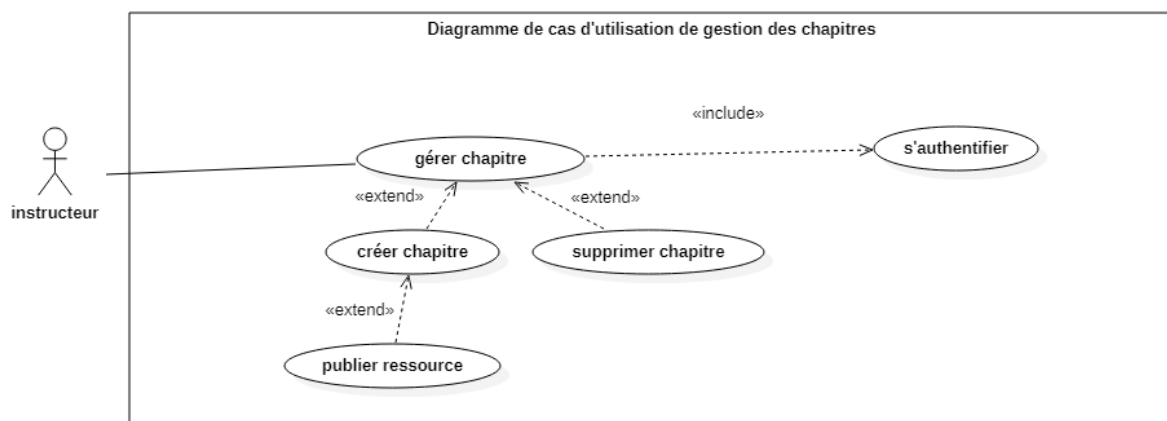 Diagramme de cas d'utilisation de gestion des chapitres
«include»
gérer chapitre
s'authentifier
«extend»
«extend»
instructeur
créer chapitre
supprimer chapitre
«extend»
publier ressource